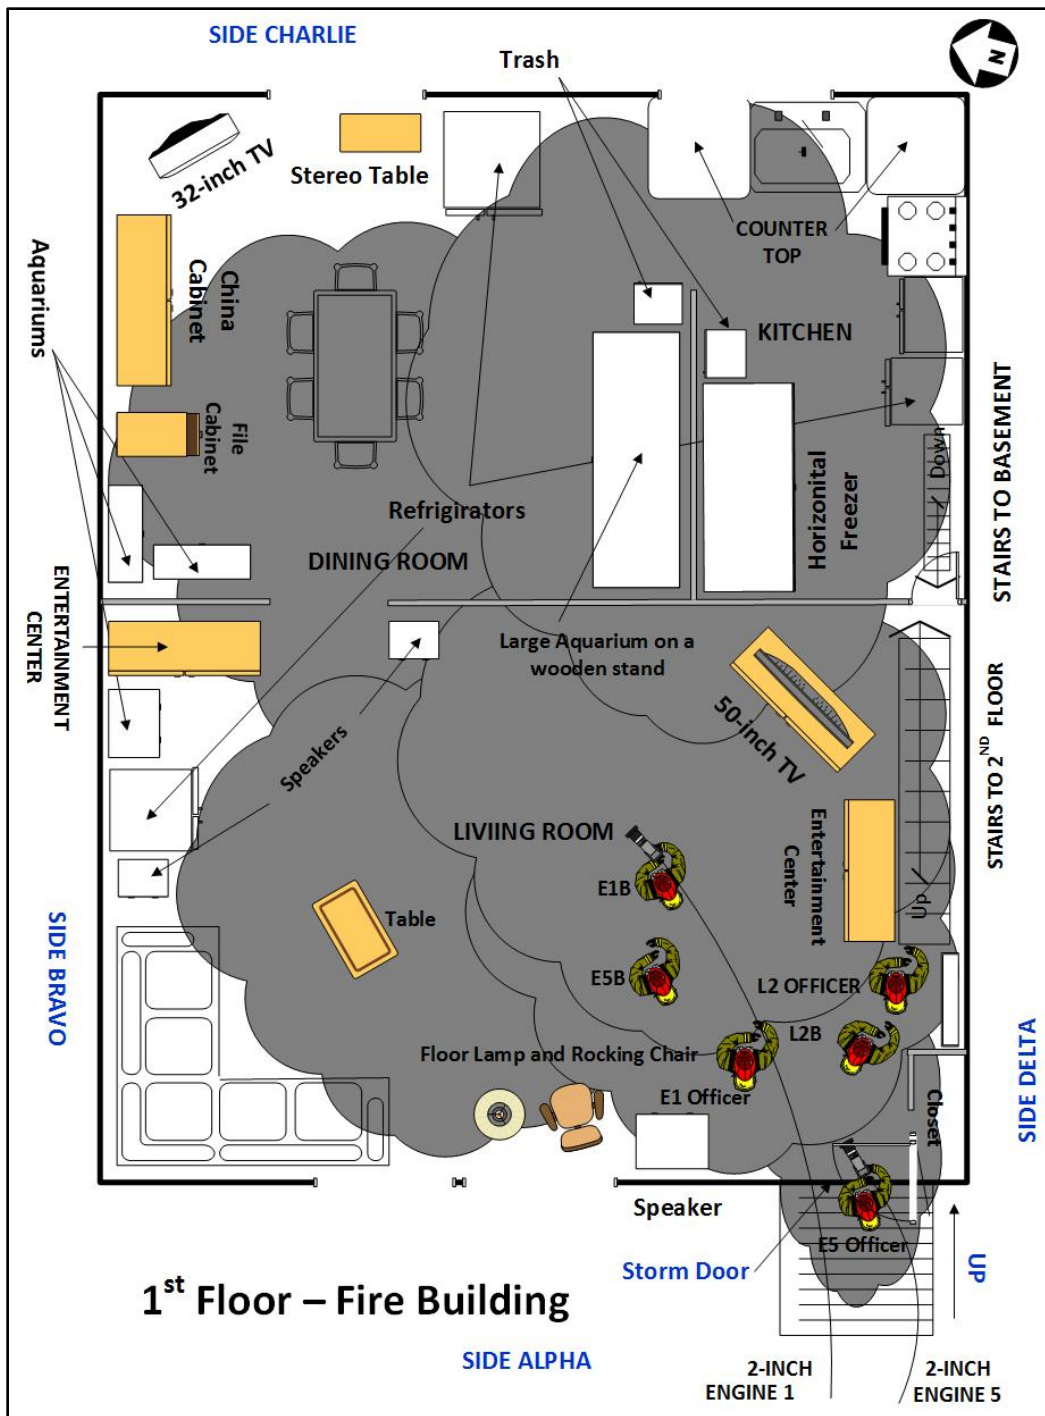 SIDE CHARLIE
N
Trash
32-inch TV
Stereo Table
COUNTER
TOP
Aquariums
China
Cabinet
KITCHEN
File
Cabinet
Down
Horizonital
Freezer
STAIRS TO BASEMENT
Refrigirators
DINING ROOM
ENTERTAINMENT
CENTER
Large Aquarium on a
wooden stand
50-inch TV
STAIRS TO 2ND FLOOR
Speakers
LIVIING ROOM
Entertainment
Center
E1B
Up
Table
SIDE BRAVO
E5B
L2 OFFICER
L2B
Floor Lamp and Rocking Chair
E1 Officer
Closet
SIDE DELTA
Speaker
E5 Officer
Storm Door
UP
1st Floor – Fire Building
SIDE ALPHA
2-INCH
ENGINE 1
2-INCH
ENGINE 5